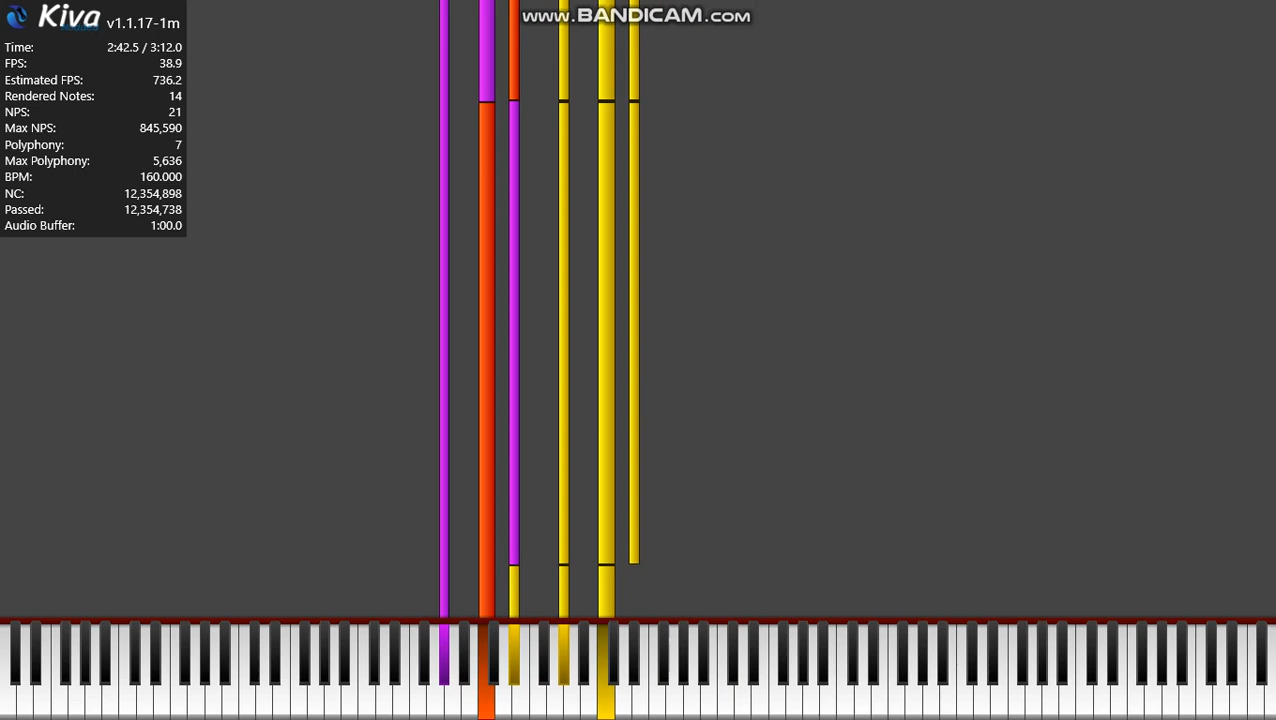 Kiva v1.1.17-1m
www.BANDICAM.com
Time: 2:42.5 / 3:12.0
FPS: 38.9
Estimated FPS: 736.2
Rendered Notes: 14
NPS: 21
Max NPS: 845,590
Polyphony: 7
Max Polyphony: 5,636
BPM: 160.000
NC: 12,354,898
Passed: 12,354,738
Audio Buffer: 1:00.0